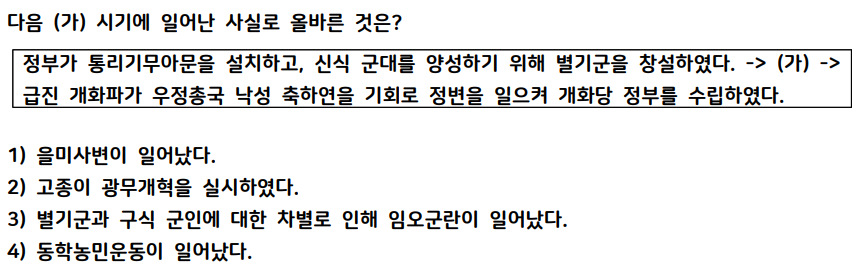 다음 (가) 시기에 일어난 사실로 올바른 것은?
정부가 통리기무아문을 설치하고, 신식 군대를 양성하기 위해 별기군을 창설하였다. -> (가) ->
급진 개화파가 우정총국 낙성 축하연을 기회로 정변을 일으켜 개화당 정부를 수립하였다.
1) 을미사변이 일어났다.
2) 고종이 광무개혁을 실시하였다.
3) 별기군과 구식 군인에 대한 차별로 인해 임오군란이 일어났다.
4) 동학농민운동이 일어났다.